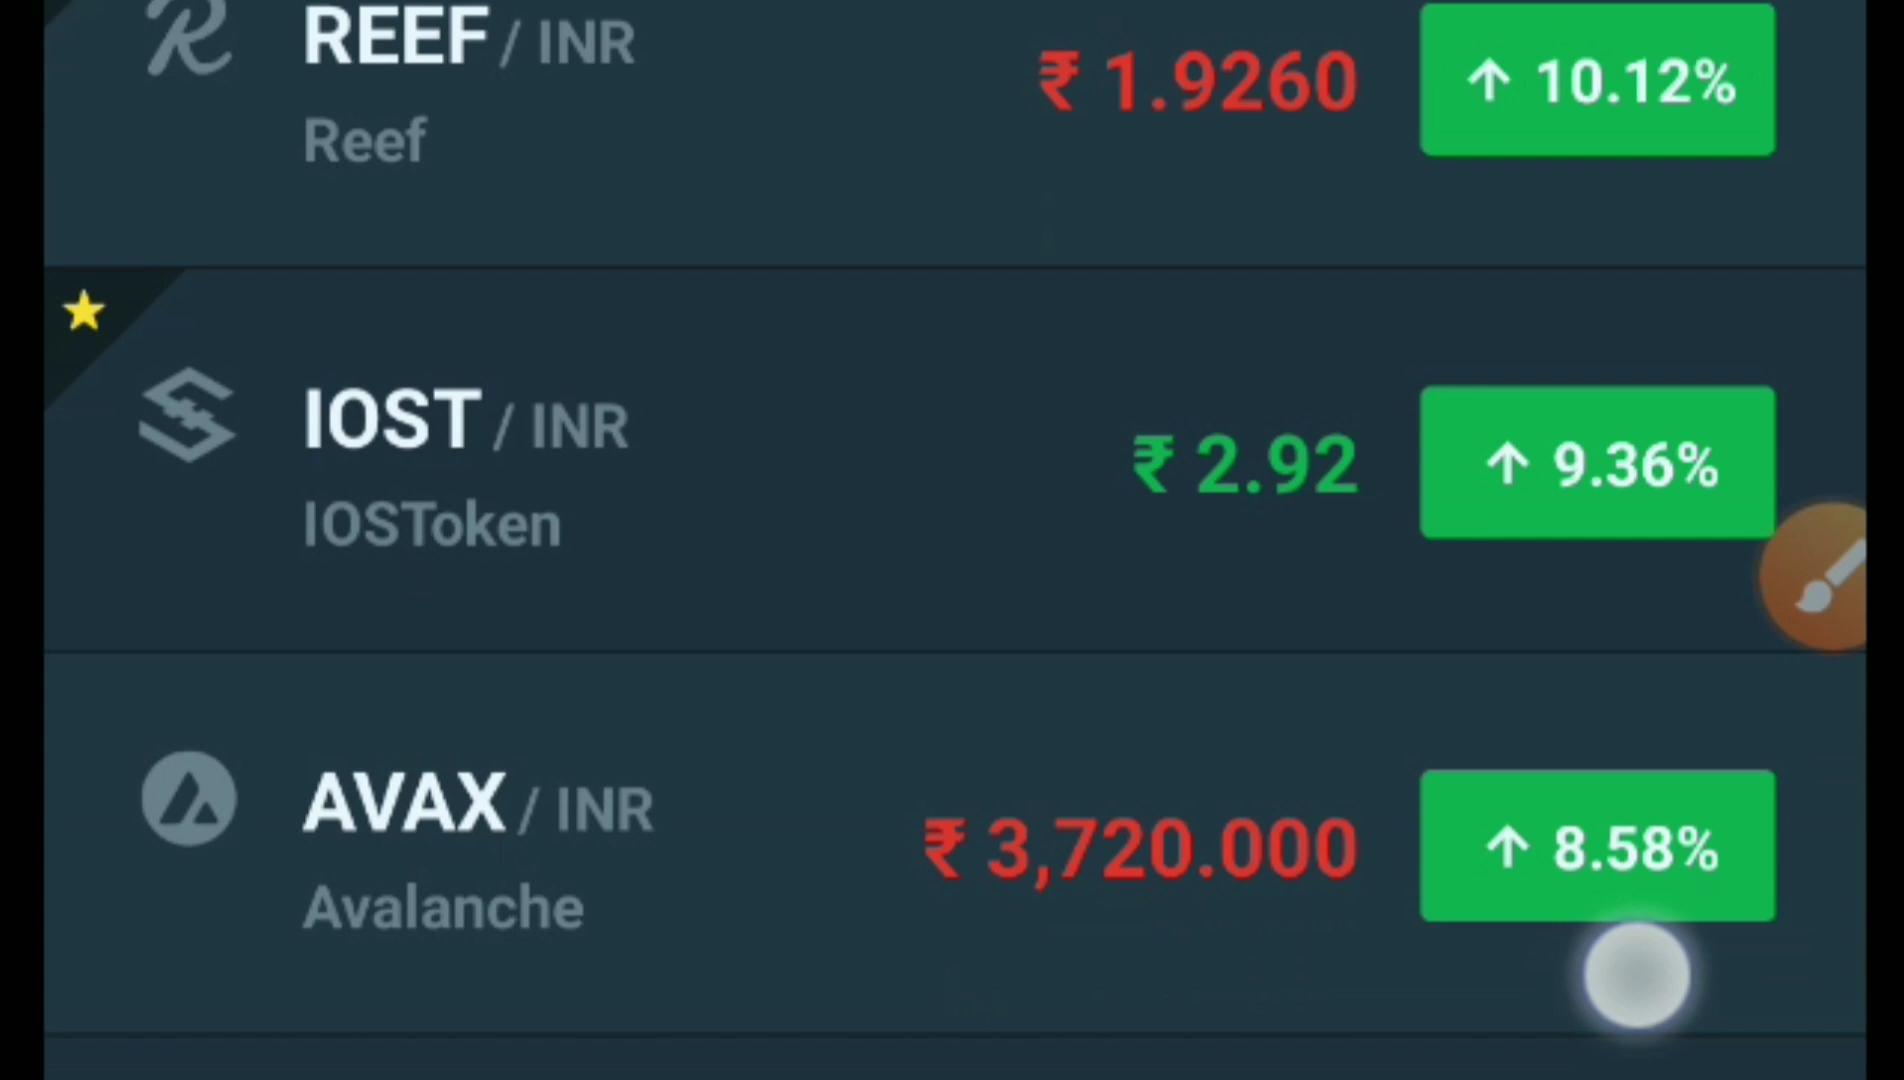 REEF / INR
₹ 1.9260
↑ 10.12%
Reef
IOST / INR
₹ 2.92
↑ 9.36%
IOSToken
AVAX / INR
₹ 3,720.000
↑ 8.58%
Avalanche